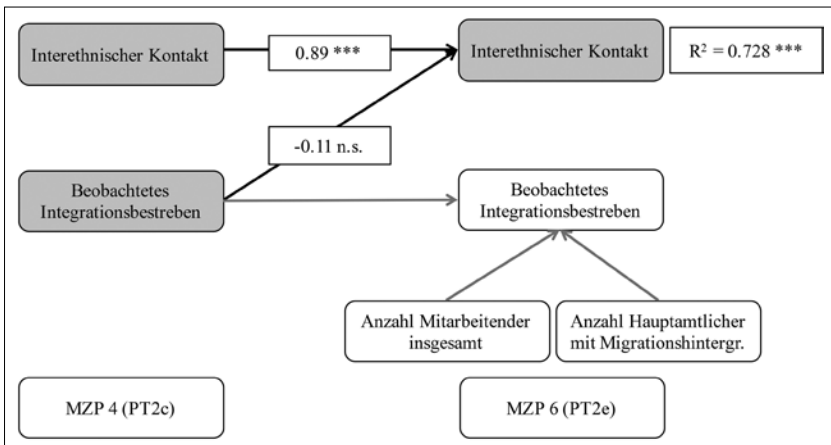 Interethnischer Kontakt
0.89 ***
Interethnischer Kontakt
R² = 0.728 ***
-0.11 n.s.
Beobachtetes
Integrationsbestreben
Beobachtetes
Integrationsbestreben
Anzahl Mitarbeitender
insgesamt
Anzahl Hauptamtlicher
mit Migrationshintergr.
MZP 4 (PT2c)
MZP 6 (PT2e)